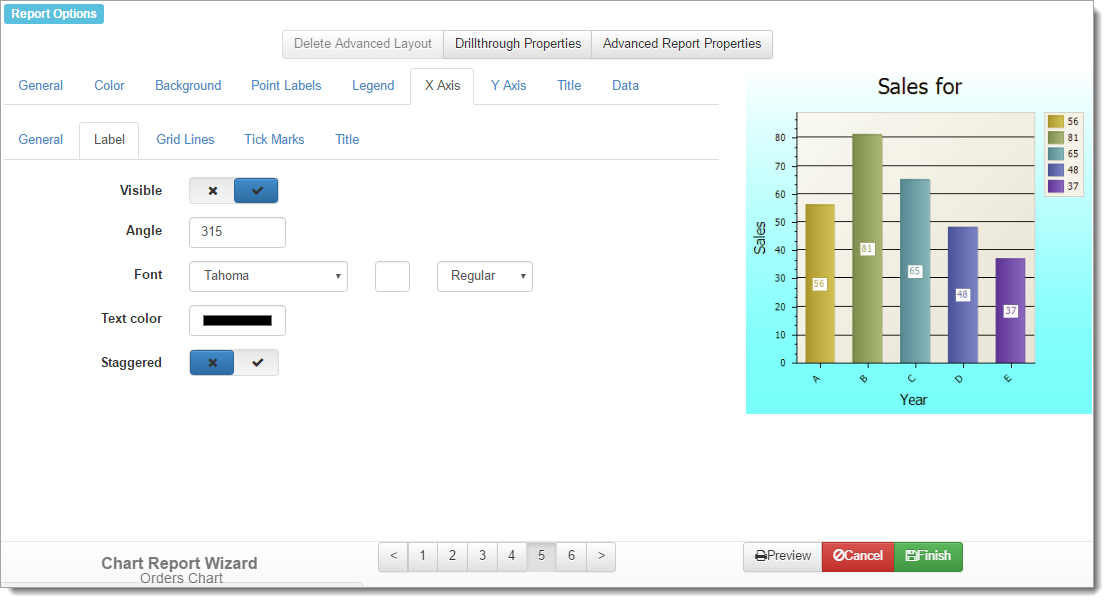 Report Options
Delete Advanced Layout Drillthrough Properties Advanced Report Properties
General Color Background Point Labels Legend X Axis Y Axis Title Data
General Label Grid Lines Tick Marks Title
Visible
Angle 315
Font Tahoma Regular
Text color
Staggered
Sales for
56
81
65
48
37
80
70
60
50
40
30
20
10
0
Sales
56
81
65
48
37
A B C D E
Year
Chart Report Wizard
Orders Chart
< 1 2 3 4 5 6 >
Preview Cancel Finish